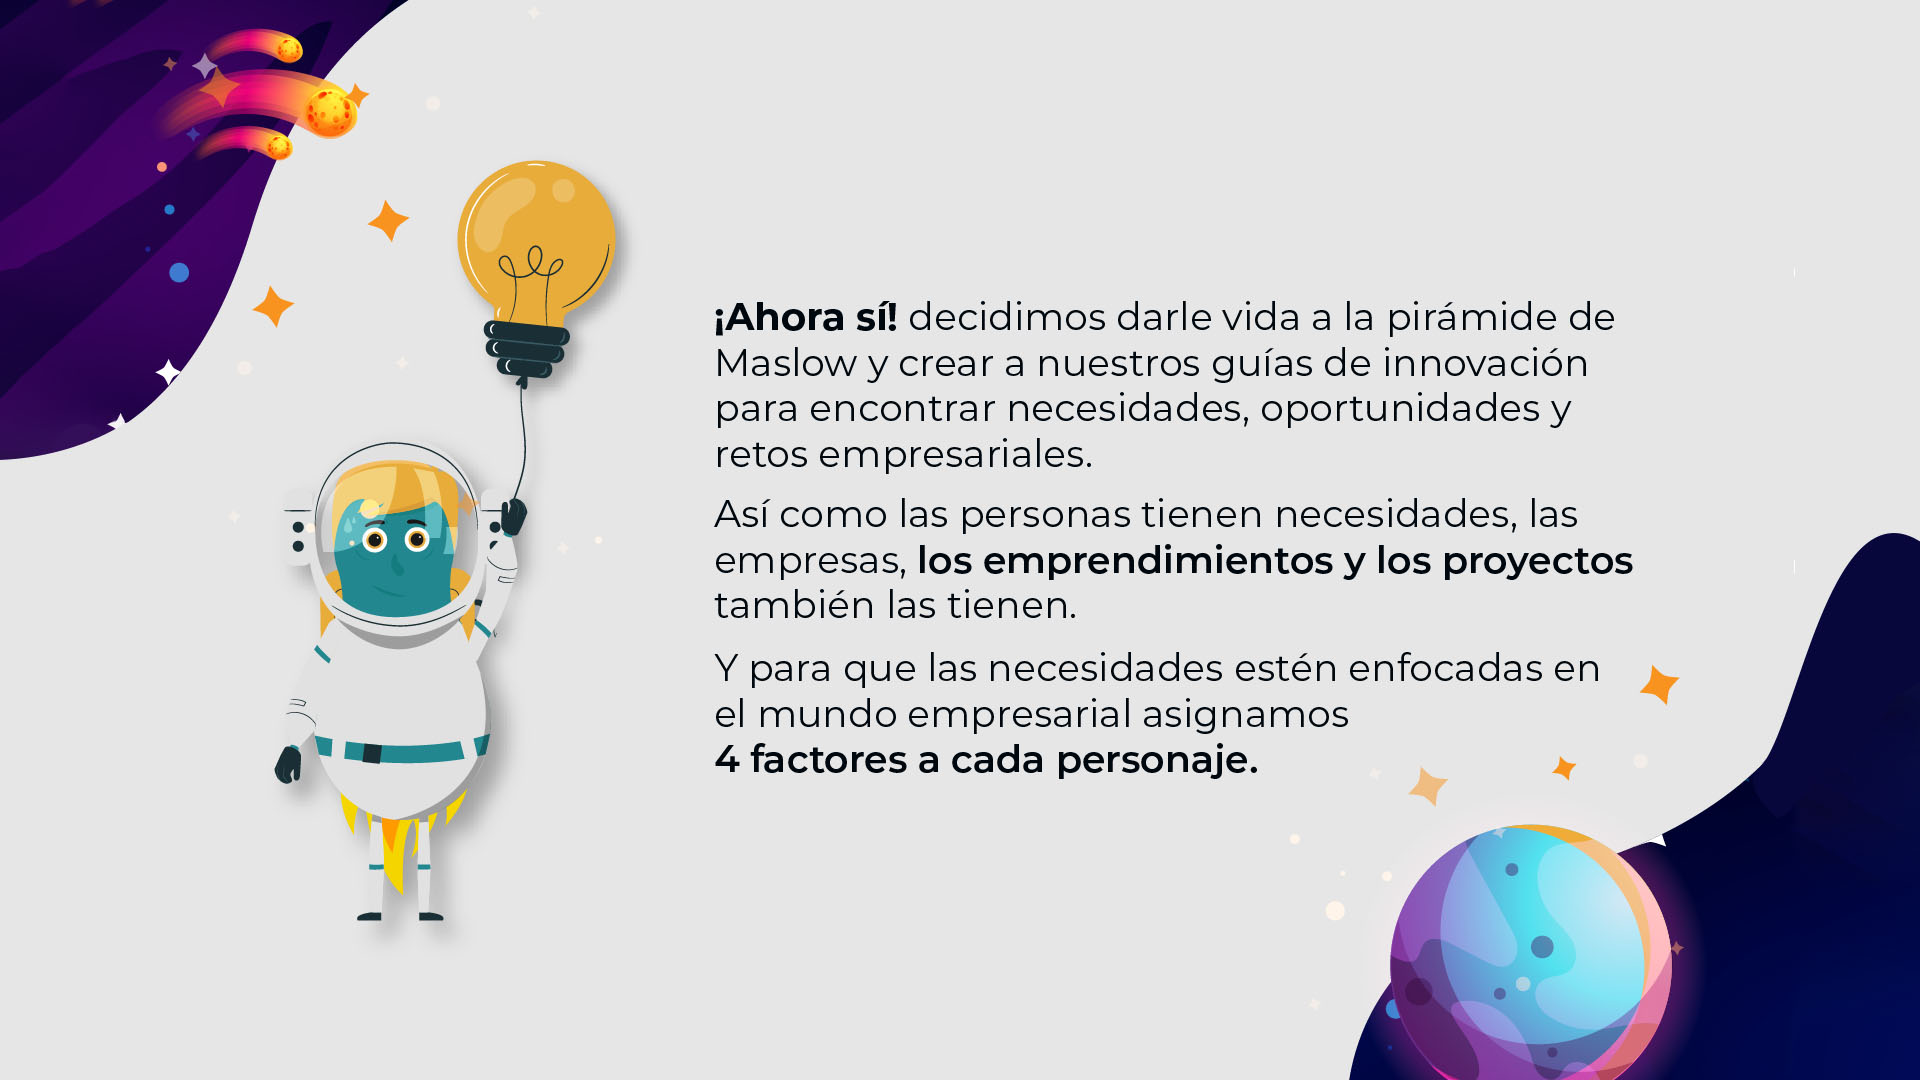 ¡Ahora sí! decidimos darle vida a la pirámide de
Maslow y crear a nuestros guías de innovación
para encontrar necesidades, oportunidades y
retos empresariales.
Así como las personas tienen necesidades, las
empresas, los emprendimientos y los proyectos
también las tienen.
Y para que las necesidades estén enfocadas en
el mundo empresarial asignamos
4 factores a cada personaje.